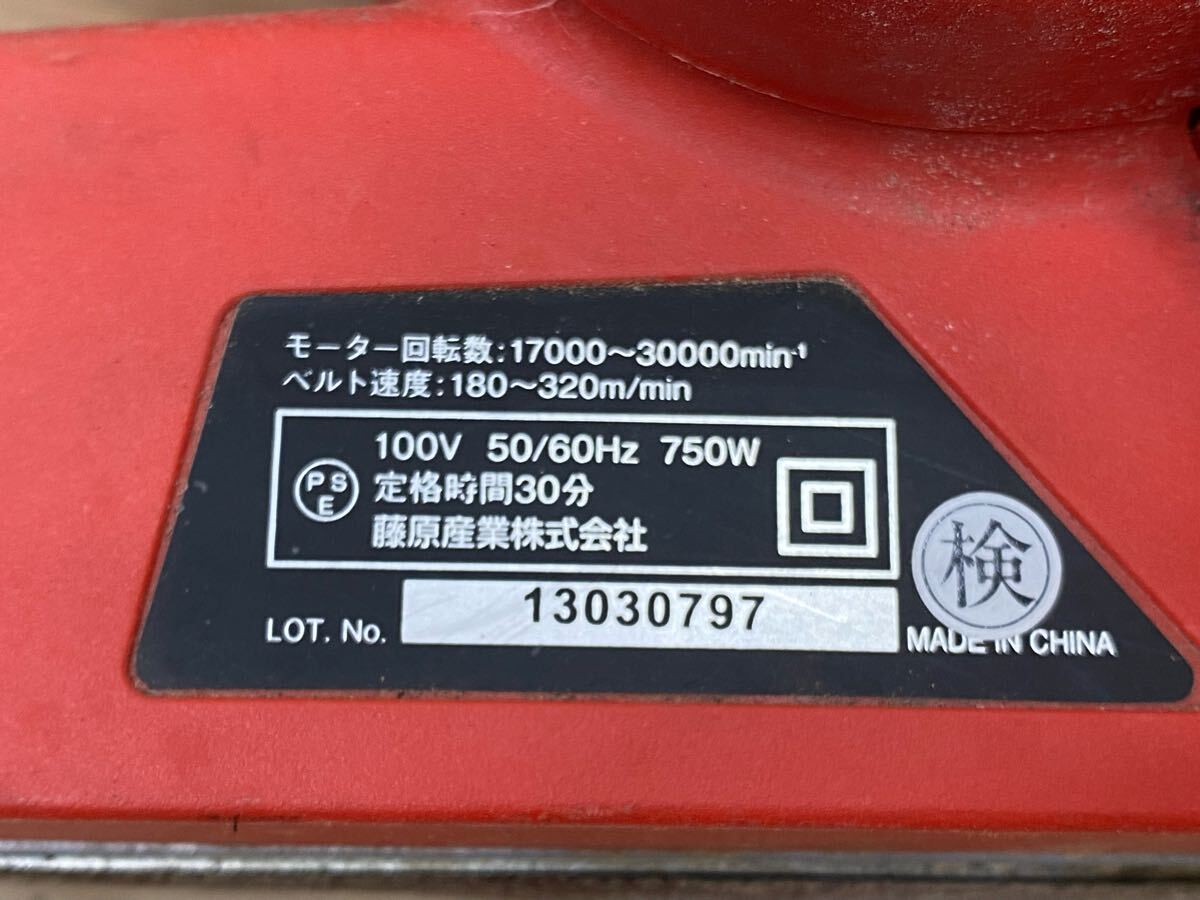 モーター回転数:17000〜30000min-1
ベルト速度:180〜320m/min
100V 50/60Hz 750W
PSE 定格時間30分
藤原産業株式会社
LOT. No. 13030797
検
MADE IN CHINA